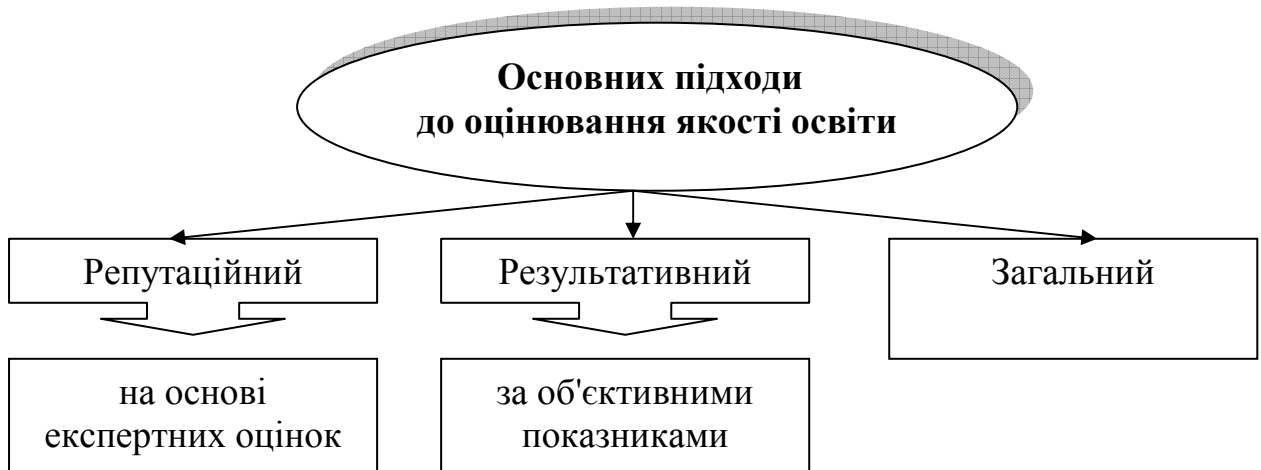 Основних підходи
до оцінювання якості освіти
Репутаційний
Результативний
Загальний
на основі
експертних оцінок
за об'єктивними
показниками